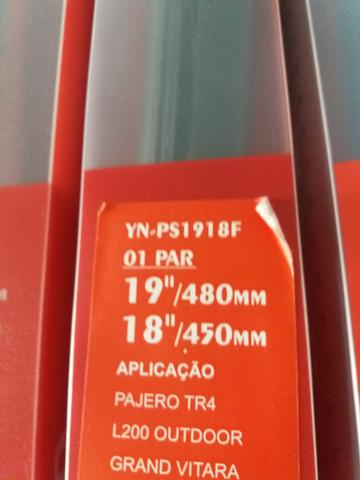 YN-PS1918F
01 PAR
19"/480MM
18"/450MM
APLICAÇÃO
PAJERO TR4
L200 OUTDOOR
GRAND VITARA